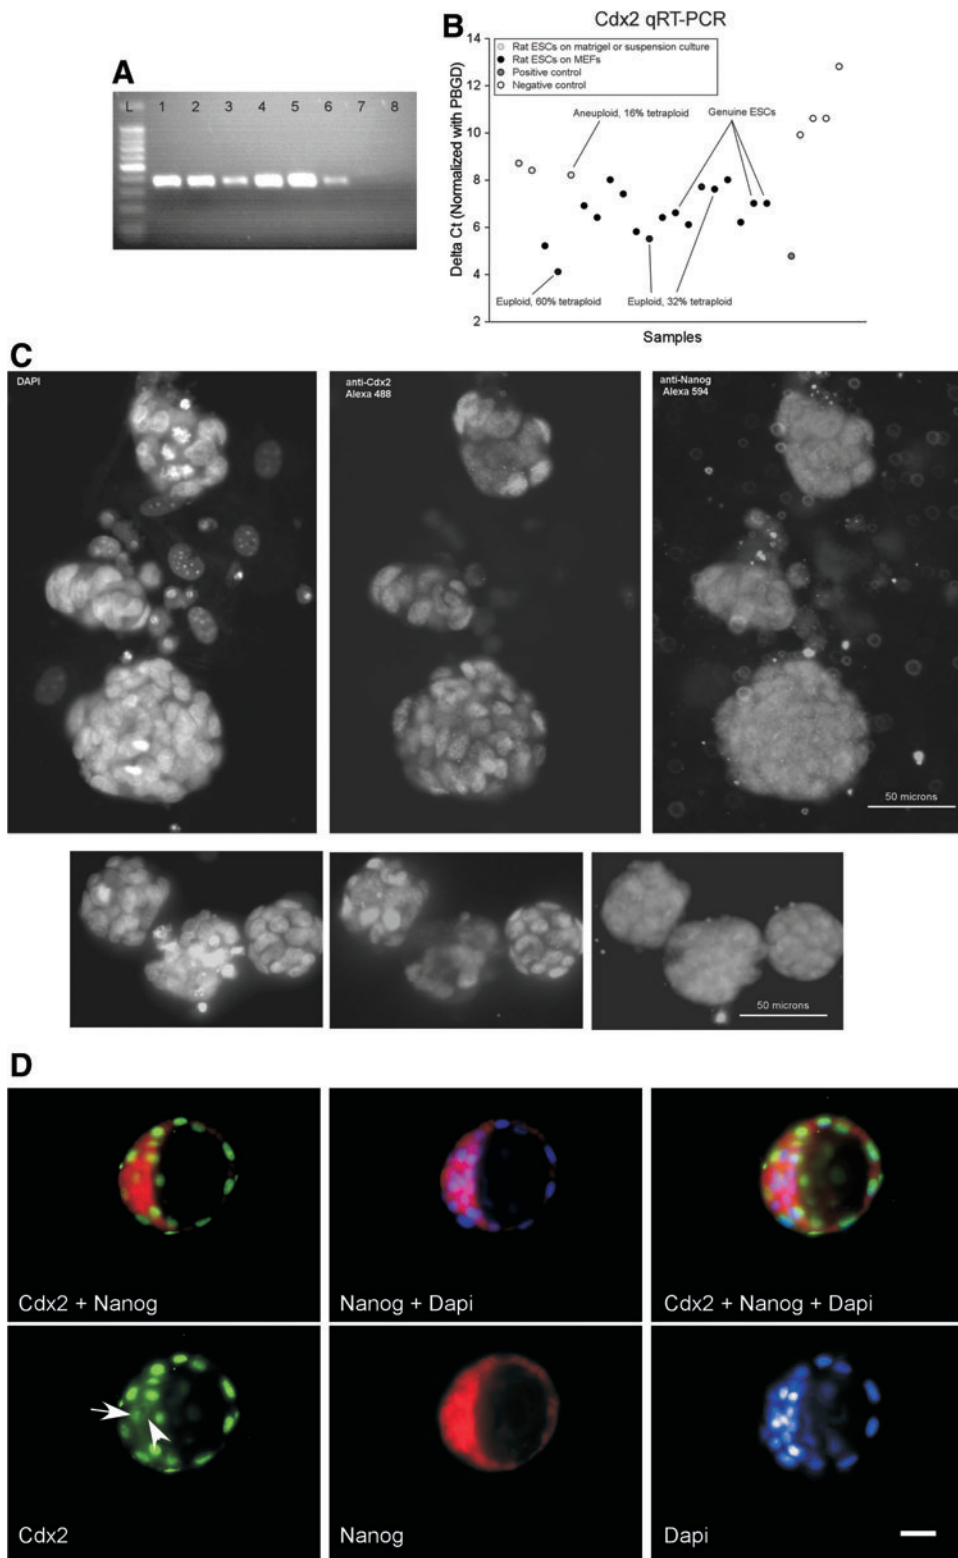 A
L 1 2 3 4 5 6 7 8
B
Cdx2 qRT-PCR
Delta Ct (Normalized with PBGD)
14
12
10
8
6
4
2
Rat ESCs on matrigel or suspension culture
Rat ESCs on MEFs
Positive control
Negative control
Aneuploid, 16% tetraploid
Genuine ESCs
Euploid, 60% tetraploid
Euploid, 32% tetraploid
Samples
C
DAPI
anti-Cdx2
Alexa 488
anti-Nanog
Alexa 594
50 microns
50 microns
D
Cdx2 + Nanog
Nanog + Dapi
Cdx2 + Nanog + Dapi
Cdx2
Nanog
Dapi